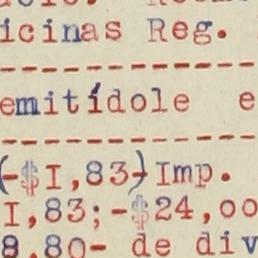 icinas Reg.
emitídole e
(-$I,83) Imp.
I,83;-$24,oo
8,80- de div